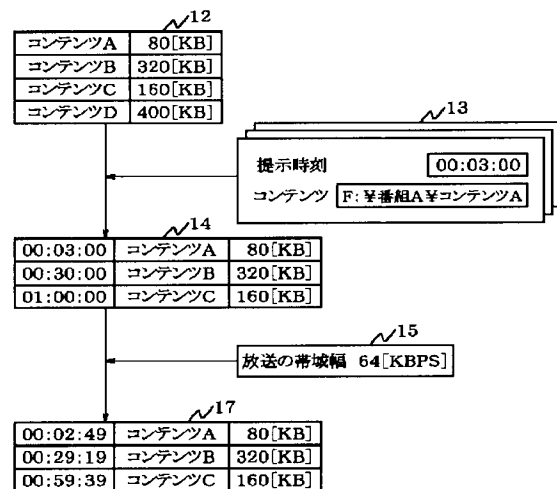 12
コンテンツA 80[KB]
コンテンツB 320[KB]
コンテンツC 160[KB]
コンテンツD 400[KB]
13
提示時刻 00:03:00
コンテンツ F:¥番組A¥コンテンツA
14
00:03:00 コンテンツA 80[KB]
00:30:00 コンテンツB 320[KB]
01:00:00 コンテンツC 160[KB]
15
放送の帯域幅 64[KBPS]
17
00:02:49 コンテンツA 80[KB]
00:29:19 コンテンツB 320[KB]
00:59:39 コンテンツC 160[KB]